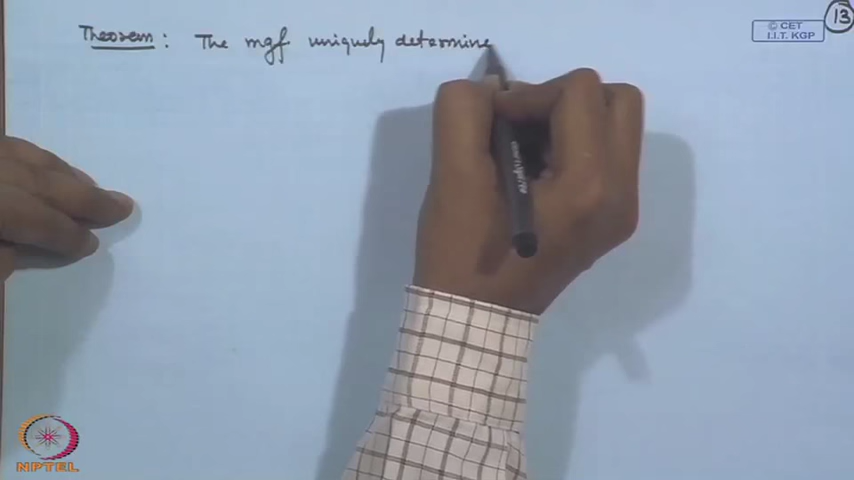 Theorem : The mgf uniquely determine
© CET
I.I.T. KGP
13
NPTEL